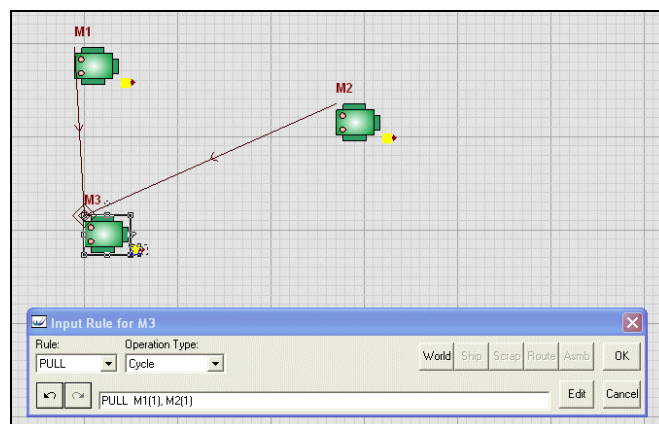 M1
M2
M3
Input Rule for M3
Rule:
Operation Type:
PULL
Cycle
World
Ship
Scrap
Route
Asmb
OK
PULL M1(1), M2(1)
Edit
Cancel